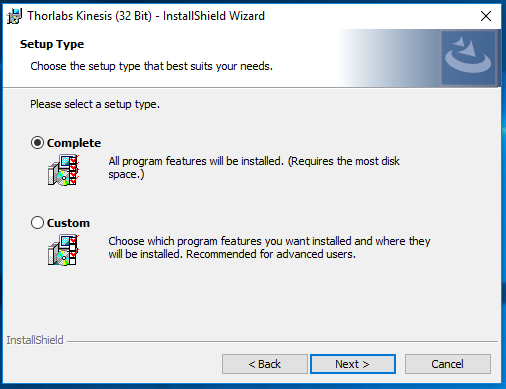 Thorlabs Kinesis (32 Bit) - InstallShield Wizard
Setup Type
Choose the setup type that best suits your needs.
Please select a setup type.
Complete
All program features will be installed. (Requires the most disk
space.)
Custom
Choose which program features you want installed and where they
will be installed. Recommended for advanced users.
InstallShield
< Back
Next >
Cancel